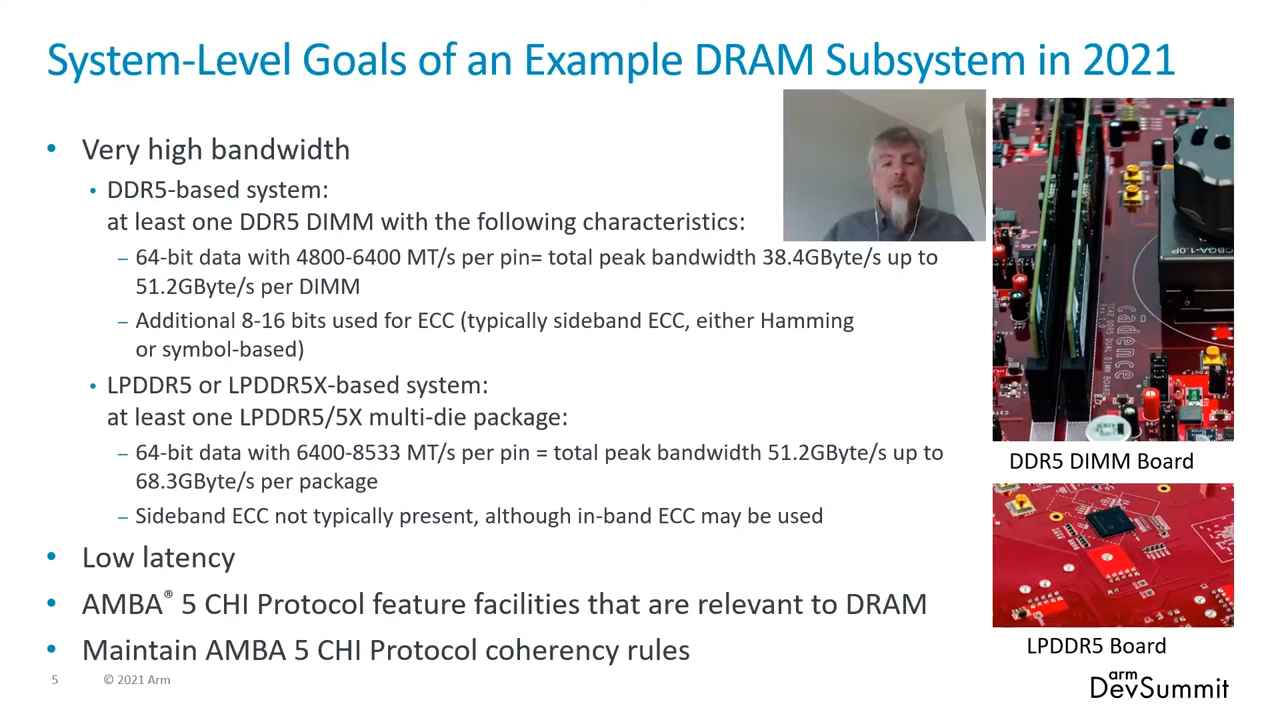 System-Level Goals of an Example DRAM Subsystem in 2021
• Very high bandwidth
• DDR5-based system:
at least one DDR5 DIMM with the following characteristics:
– 64-bit data with 4800-6400 MT/s per pin= total peak bandwidth 38.4GByte/s up to
51.2GByte/s per DIMM
– Additional 8-16 bits used for ECC (typically sideband ECC, either Hamming
or symbol-based)
• LPDDR5 or LPDDR5X-based system:
at least one LPDDR5/5X multi-die package:
– 64-bit data with 6400-8533 MT/s per pin = total peak bandwidth 51.2GByte/s up to
68.3GByte/s per package
– Sideband ECC not typically present, although in-band ECC may be used
• Low latency
• AMBA® 5 CHI Protocol feature facilities that are relevant to DRAM
• Maintain AMBA 5 CHI Protocol coherency rules
cādence
DDR5 DIMM Board
LPDDR5 Board
5 © 2021 Arm
arm
DevSummit